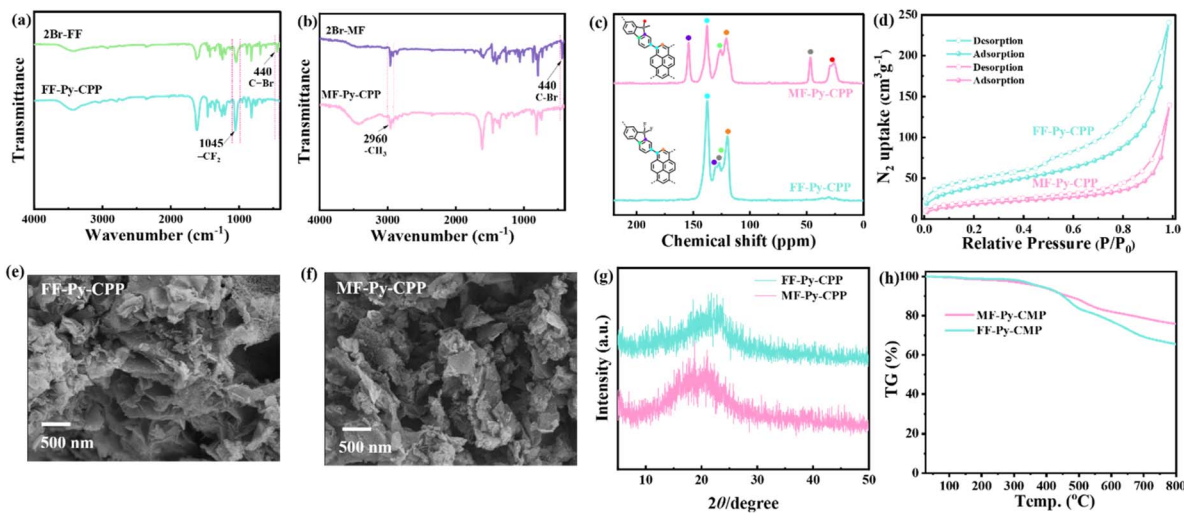 (a)
2Br-FF
FF-Py-CPP
440
C−Br
1045
−CF2
Transmittance
4000 3000 2000 1000
Wavenumber (cm-1)
(b)
2Br-MF
MF-Py-CPP
440
C-Br
2960
-CH3
Transmittance
4000 3000 2000 1000
Wavenumber (cm-1)
(c)
MF-Py-CPP
F F
FF-Py-CPP
200 150 100 50 0
Chemical shift (ppm)
(d)
Desorption
Adsorption
Desorption
Adsorption
FF-Py-CPP
MF-Py-CPP
N2 uptake (cm3g-1)
250
200
150
100
50
0
0.0 0.2 0.4 0.6 0.8 1.0
Relative Pressure (P/P0)
(e)
FF-Py-CPP
500 nm
(f)
MF-Py-CPP
500 nm
(g)
FF-Py-CPP
MF-Py-CPP
Intensity (a.u.)
10 20 30 40 50
2θ/degree
(h)
MF-Py-CMP
FF-Py-CMP
TG (%)
100
80
60
40
20
0
100 200 300 400 500 600 700 800
Temp. (oC)